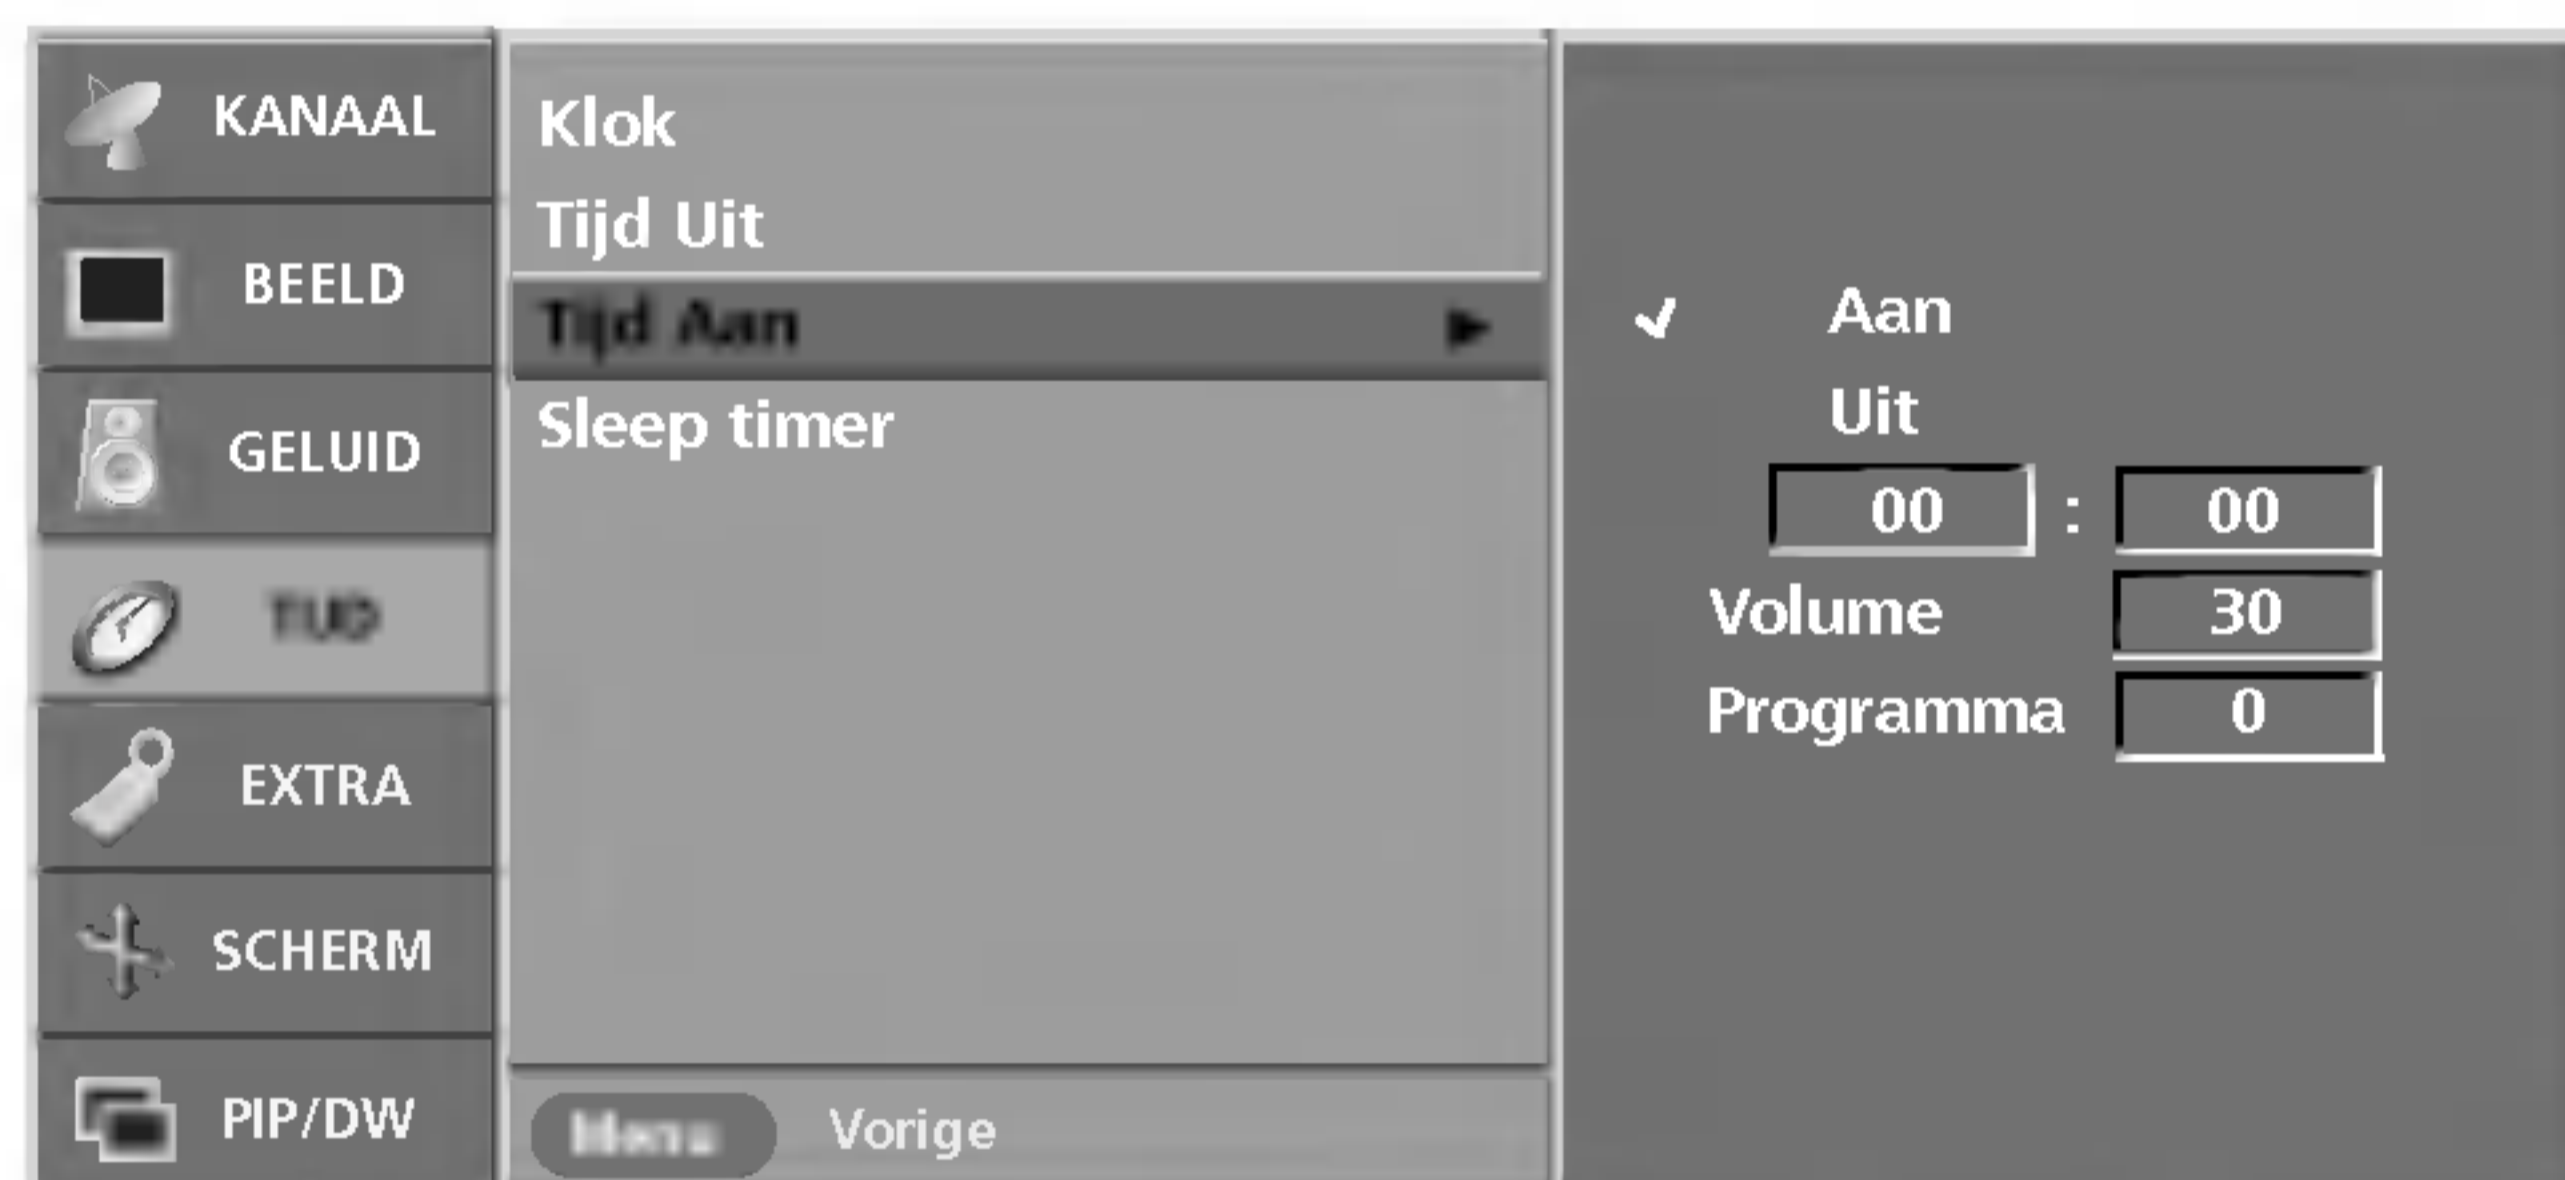 KANAAL
BEELD
GELUID
TIJD
EXTRA
SCHERM
PIP/DW
Klok
Tijd Uit
Tijd Aan
Sleep timer
Menu Vorige
Aan
Uit
00 : 00
Volume 30
Programma 0